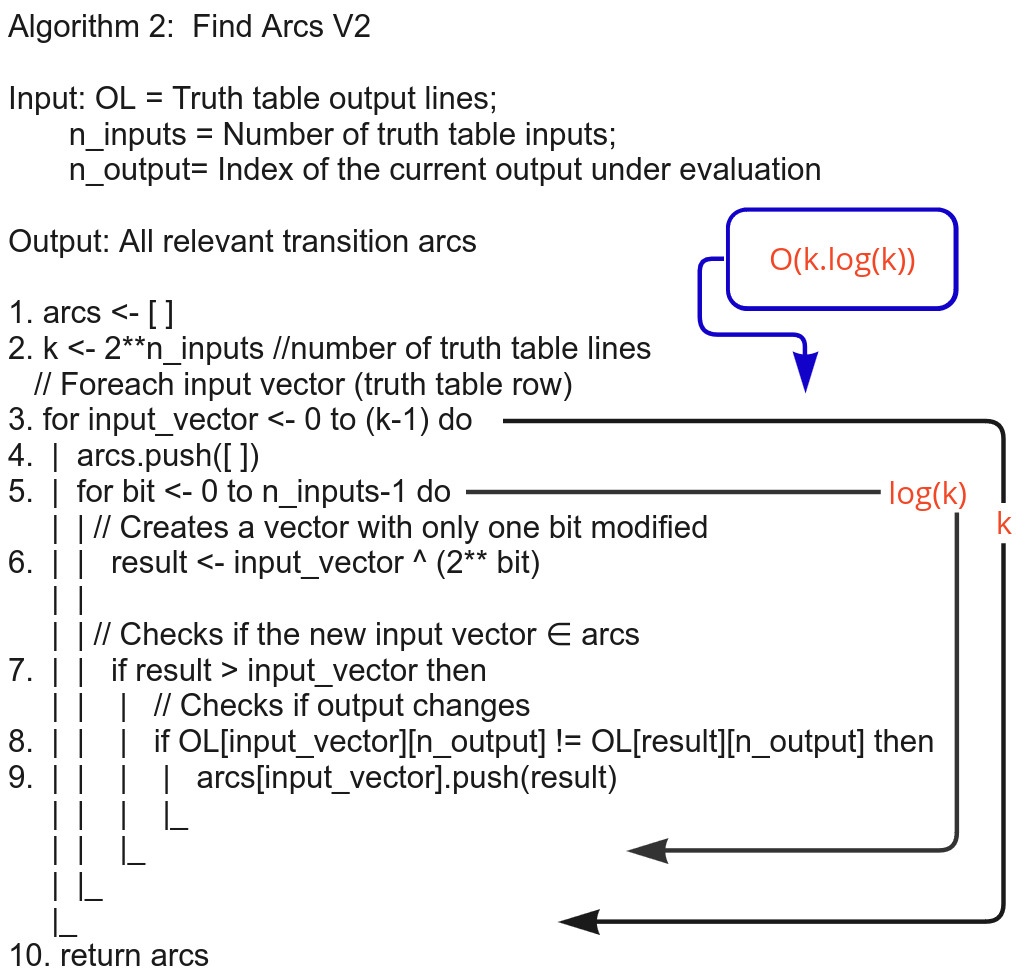 Algorithm 2:  Find Arcs V2
Input: OL = Truth table output lines;
n_inputs = Number of truth table inputs;
n_output= Index of the current output under evaluation
Output: All relevant transition arcs
O(k.log(k))
1. arcs <- [ ]
2. k <- 2**n_inputs //number of truth table lines
// Foreach input vector (truth table row)
3. for input_vector <- 0 to (k-1) do
4.  |  arcs.push([ ])
5.  |  for bit <- 0 to n_inputs-1 do
log(k)
k
|  | // Creates a vector with only one bit modified
6.  |  |   result <- input_vector ^ (2** bit)
|  |
|  | // Checks if the new input vector ∈ arcs
7.  |  |   if result > input_vector then
|  |    |   // Checks if output changes
8.  |  |    |   if OL[input_vector][n_output] != OL[result][n_output] then
9.  |  |    |    |   arcs[input_vector].push(result)
|  |    |    |_
|  |    |_
|  |_
|_
10. return arcs